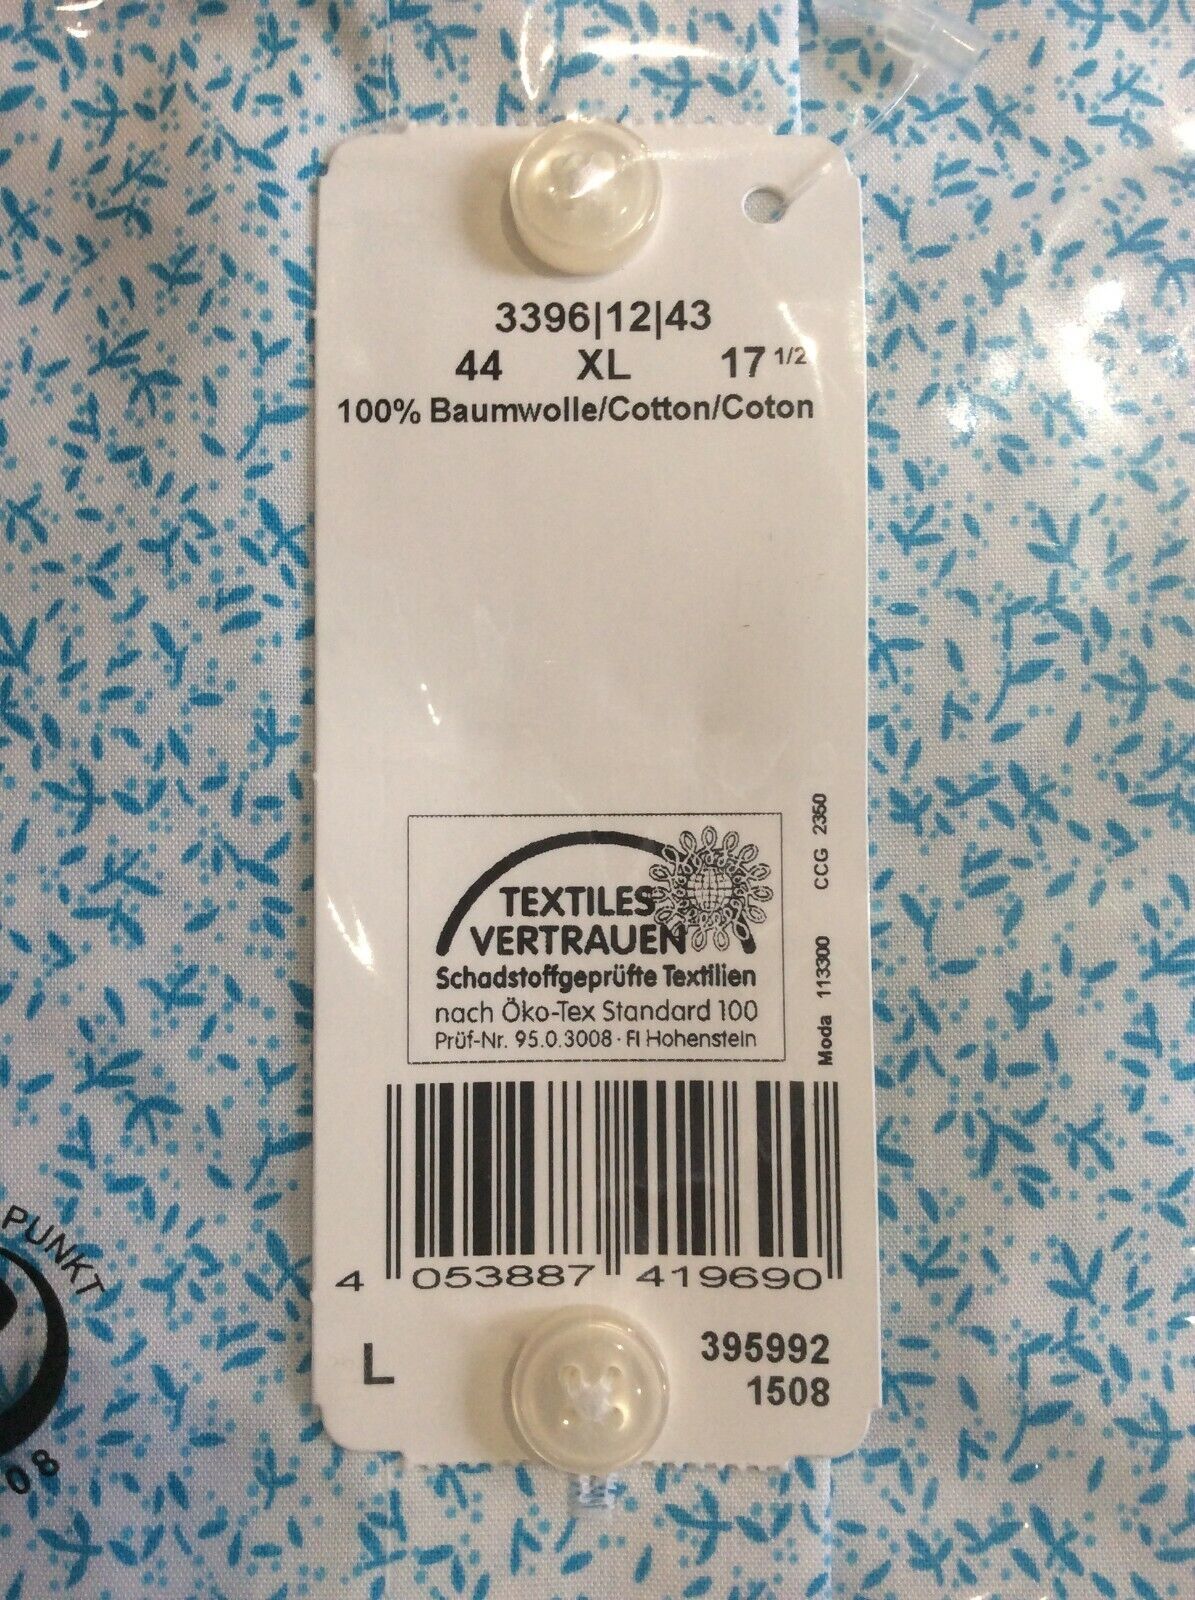 3396|12|43
44 XL 17 1/2
100% Baumwolle/Cotton/Coton
TEXTILES
VERTRAUEN
Schadstoffgeprüfte Textilien
nach Öko-Tex Standard 100
Prüf-Nr. 95.0.3008 · FI Hohenstein
Moda 113300 CCG 2350
4 053887 419690
L
395992
1508
PUNKT
08